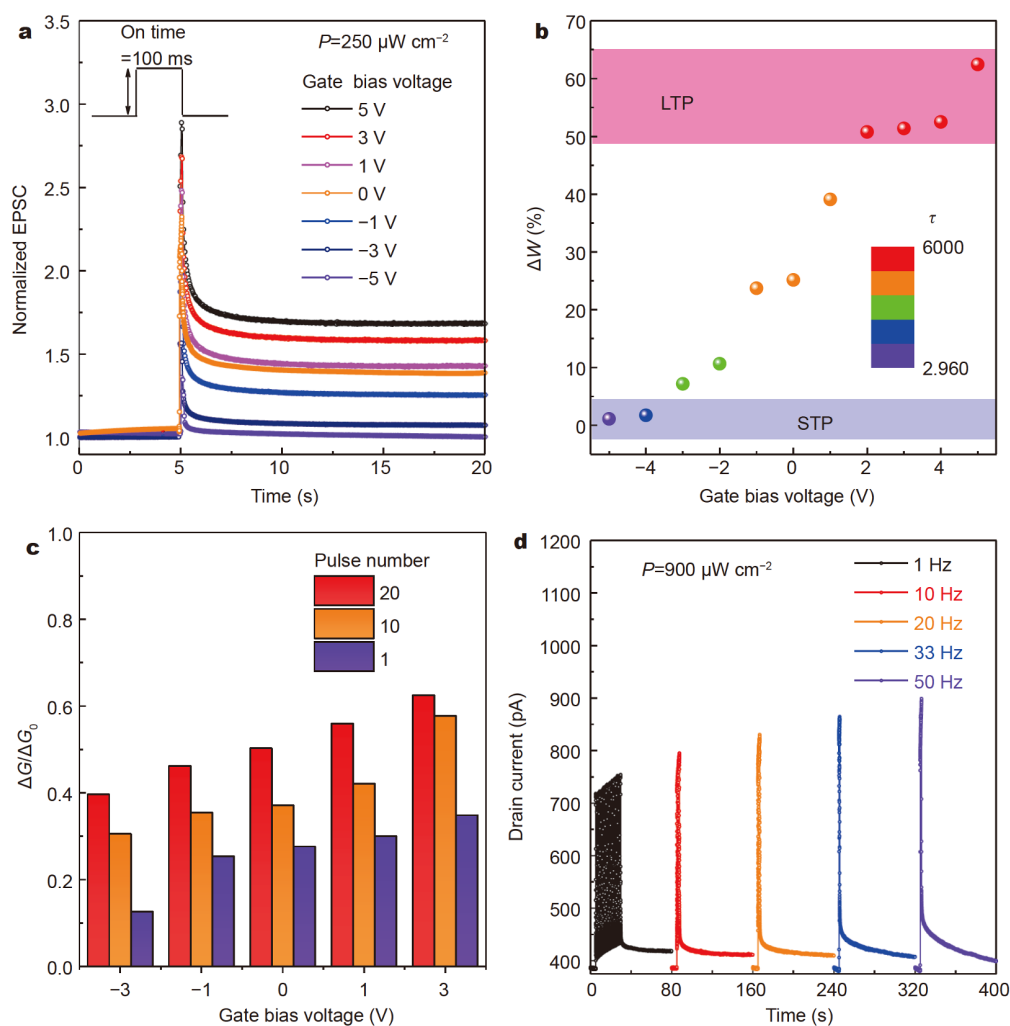 a
On time
=100 ms
P=250 µW cm⁻²
Gate bias voltage
5 V
3 V
1 V
0 V
−1 V
−3 V
−5 V
3.5
3.0
2.5
2.0
1.5
1.0
Normalized EPSC
0
5
10
15
20
Time (s)
b
70
60
50
40
30
20
10
0
ΔW (%)
LTP
STP
τ
6000
2.960
−4
−2
0
2
4
Gate bias voltage (V)
c
Pulse number
20
10
1
1.0
0.8
0.6
0.4
0.2
0.0
ΔG/ΔG₀
−3
−1
0
1
3
Gate bias voltage (V)
d
P=900 µW cm⁻²
1 Hz
10 Hz
20 Hz
33 Hz
50 Hz
1200
1100
900
800
700
600
500
400
Drain current (pA)
0
80
160
240
320
400
Time (s)